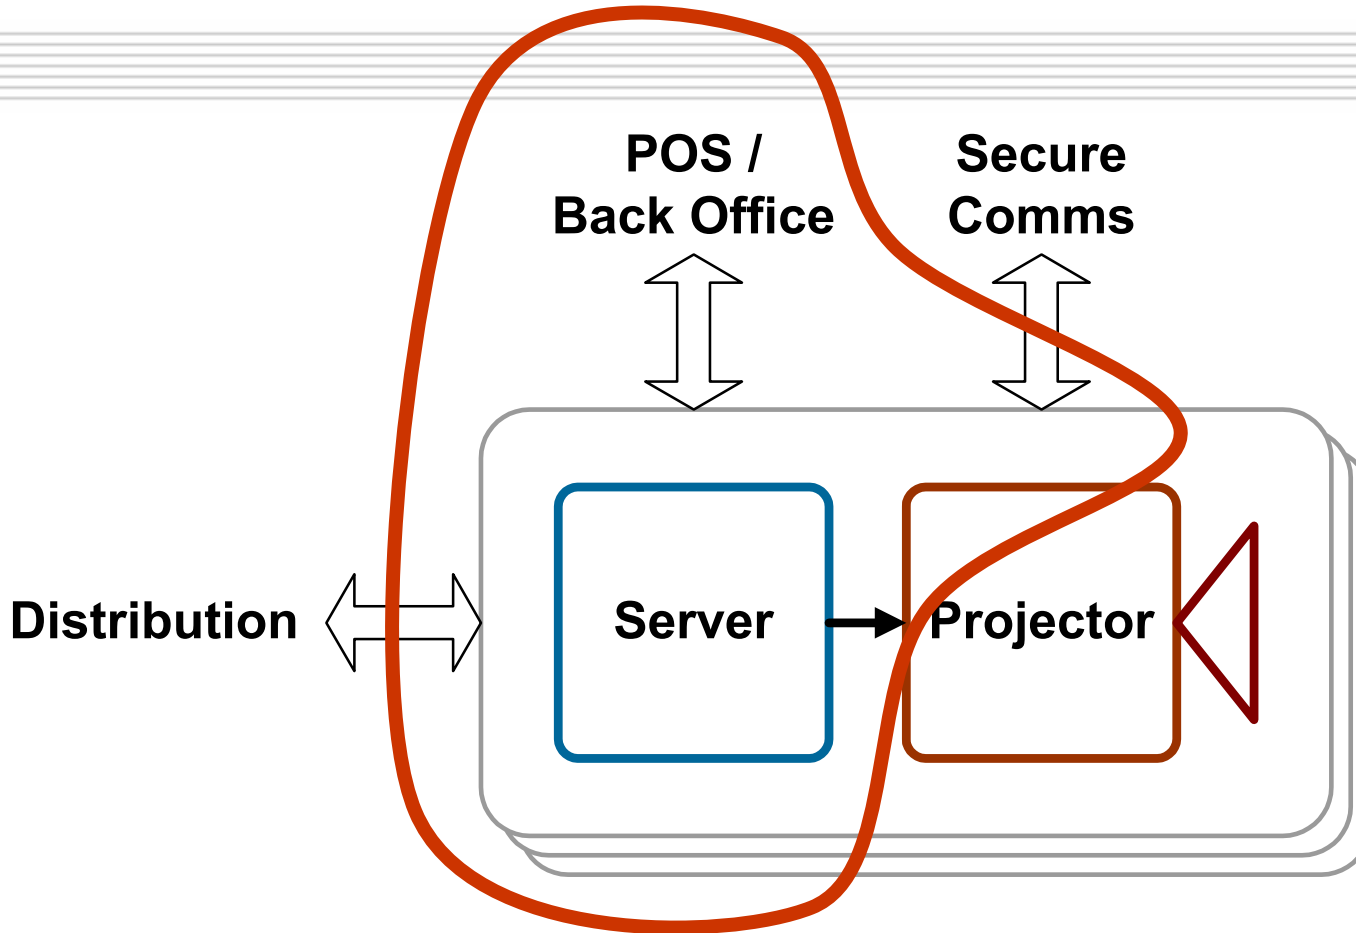 POS /
Back Office
Secure
Comms
Distribution
Server
Projector